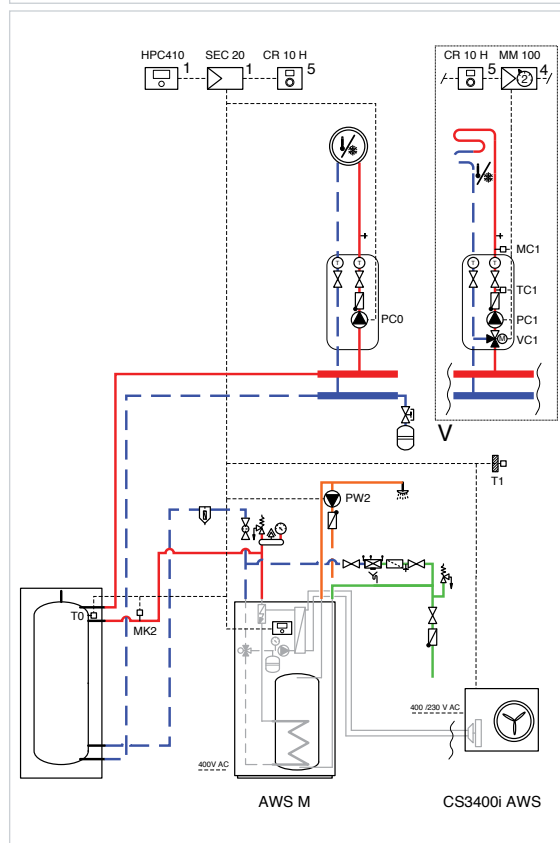 HPC410 SEC 20 CR 10 H
1 1 5
CR 10 H MM 100
5 2 4
T T
T T
MC1
TC1
PC0
PC1
M VC1
V
T1
PW2
T0
MK2
400 /230 V AC
400V AC
AWS M
CS3400i AWS